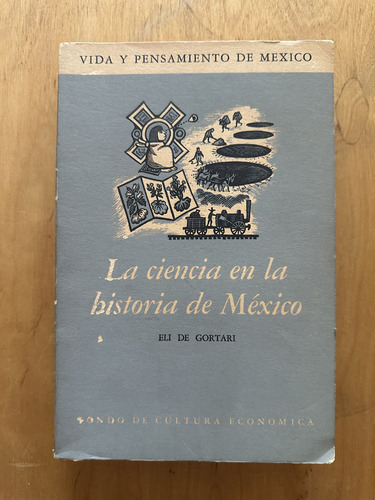 VIDA Y PENSAMIENTO DE MEXICO
La ciencia en la
historia de México
ELI DE GORTARI
FONDO DE CULTURA ECONOMICA